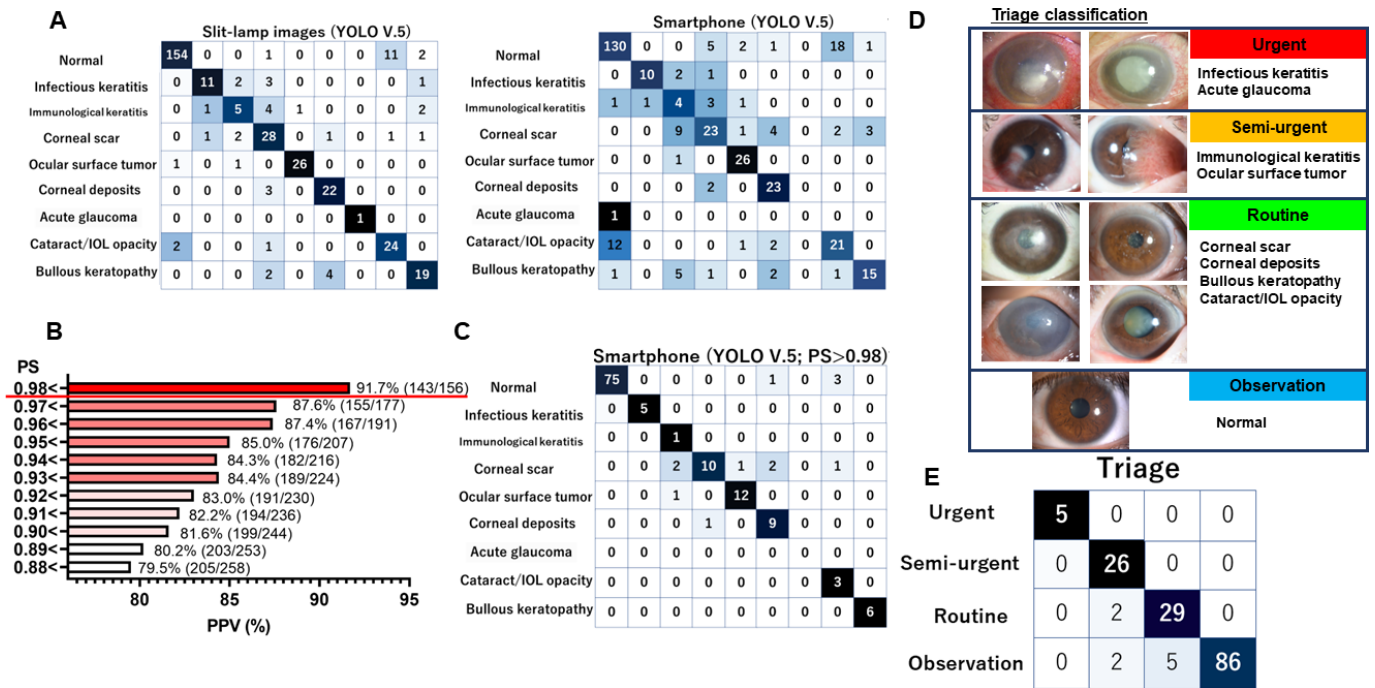 A
Slit-lamp images (YOLO V.5)
Normal 154 0 0 1 0 0 0 11 2
Infectious keratitis 0 11 2 3 0 0 0 0 1
Immunological keratitis 0 1 5 4 1 0 0 0 2
Corneal scar 0 1 2 28 0 1 0 1 1
Ocular surface tumor 1 0 1 0 26 0 0 0 0
Corneal deposits 0 0 0 3 0 22 0 0 0
Acute glaucoma 0 0 0 0 0 0 1 0 0
Cataract/IOL opacity 2 0 0 1 0 0 0 24 0
Bullous keratopathy 0 0 0 2 0 4 0 0 19
Smartphone (YOLO V.5)
Normal 130 0 0 5 2 1 0 18 1
Infectious keratitis 0 10 2 1 0 0 0 0 0
Immunological keratitis 1 1 4 3 1 0 0 0 0
Corneal scar 0 0 9 23 1 4 0 2 3
Ocular surface tumor 0 0 1 0 26 0 0 0 0
Corneal deposits 0 0 0 2 0 23 0 0 0
Acute glaucoma 1 0 0 0 0 0 0 0 0
Cataract/IOL opacity 12 0 0 0 1 2 0 21 0
Bullous keratopathy 1 0 5 1 0 2 0 1 15
B
PS
0.98< 91.7% (143/156)
0.97< 87.6% (155/177)
0.96< 87.4% (167/191)
0.95< 85.0% (176/207)
0.94< 84.3% (182/216)
0.93< 84.4% (189/224)
0.92< 83.0% (191/230)
0.91< 82.2% (194/236)
0.90< 81.6% (199/244)
0.89< 80.2% (203/253)
0.88< 79.5% (205/258)
80 85 90 95
PPV (%)
C
Smartphone (YOLO V.5; PS>0.98)
Normal 75 0 0 0 0 1 0 3 0
Infectious keratitis 0 5 0 0 0 0 0 0 0
Immunological keratitis 0 0 1 0 0 0 0 0 0
Corneal scar 0 0 2 10 1 2 0 1 0
Ocular surface tumor 0 0 1 0 12 0 0 0 0
Corneal deposits 0 0 0 1 0 9 0 0 0
Acute glaucoma 0 0 0 0 0 0 0 0 0
Cataract/IOL opacity 0 0 0 0 0 0 0 3 0
Bullous keratopathy 0 0 0 0 0 0 0 0 6
D
Triage classification
Urgent
Infectious keratitis
Acute glaucoma
Semi-urgent
Immunological keratitis
Ocular surface tumor
Routine
Corneal scar
Corneal deposits
Bullous keratopathy
Cataract/IOL opacity
Observation
Normal
E
Triage
Urgent 5 0 0 0
Semi-urgent 0 26 0 0
Routine 0 2 29 0
Observation 0 2 5 86